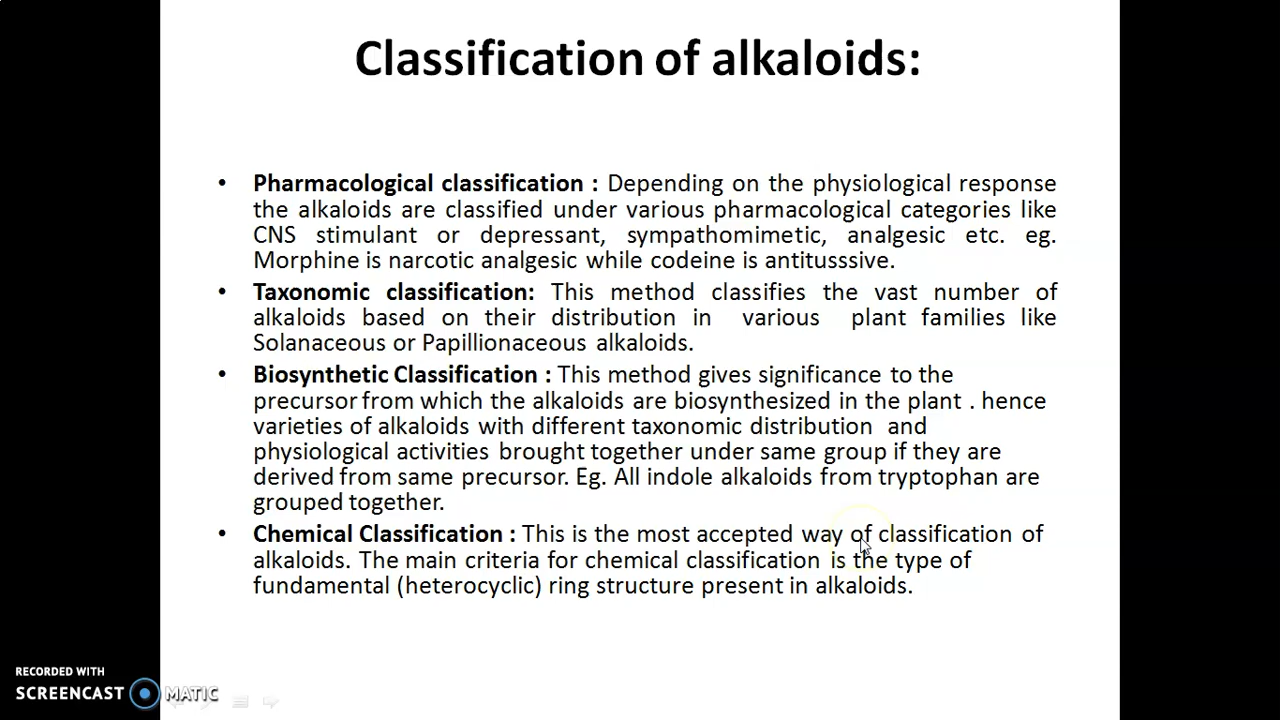 Classification of alkaloids:
• Pharmacological classification : Depending on the physiological response
the alkaloids are classified under various pharmacological categories like
CNS stimulant or depressant, sympathomimetic, analgesic etc. eg.
Morphine is narcotic analgesic while codeine is antitusssive.
• Taxonomic classification: This method classifies the vast number of
alkaloids based on their distribution in various plant families like
Solanaceous or Papillionaceous alkaloids.
• Biosynthetic Classification : This method gives significance to the
precursor from which the alkaloids are biosynthesized in the plant . hence
varieties of alkaloids with different taxonomic distribution and
physiological activities brought together under same group if they are
derived from same precursor. Eg. All indole alkaloids from tryptophan are
grouped together.
• Chemical Classification : This is the most accepted way of classification of
alkaloids. The main criteria for chemical classification is the type of
fundamental (heterocyclic) ring structure present in alkaloids.
RECORDED WITH
SCREENCAST MATIC